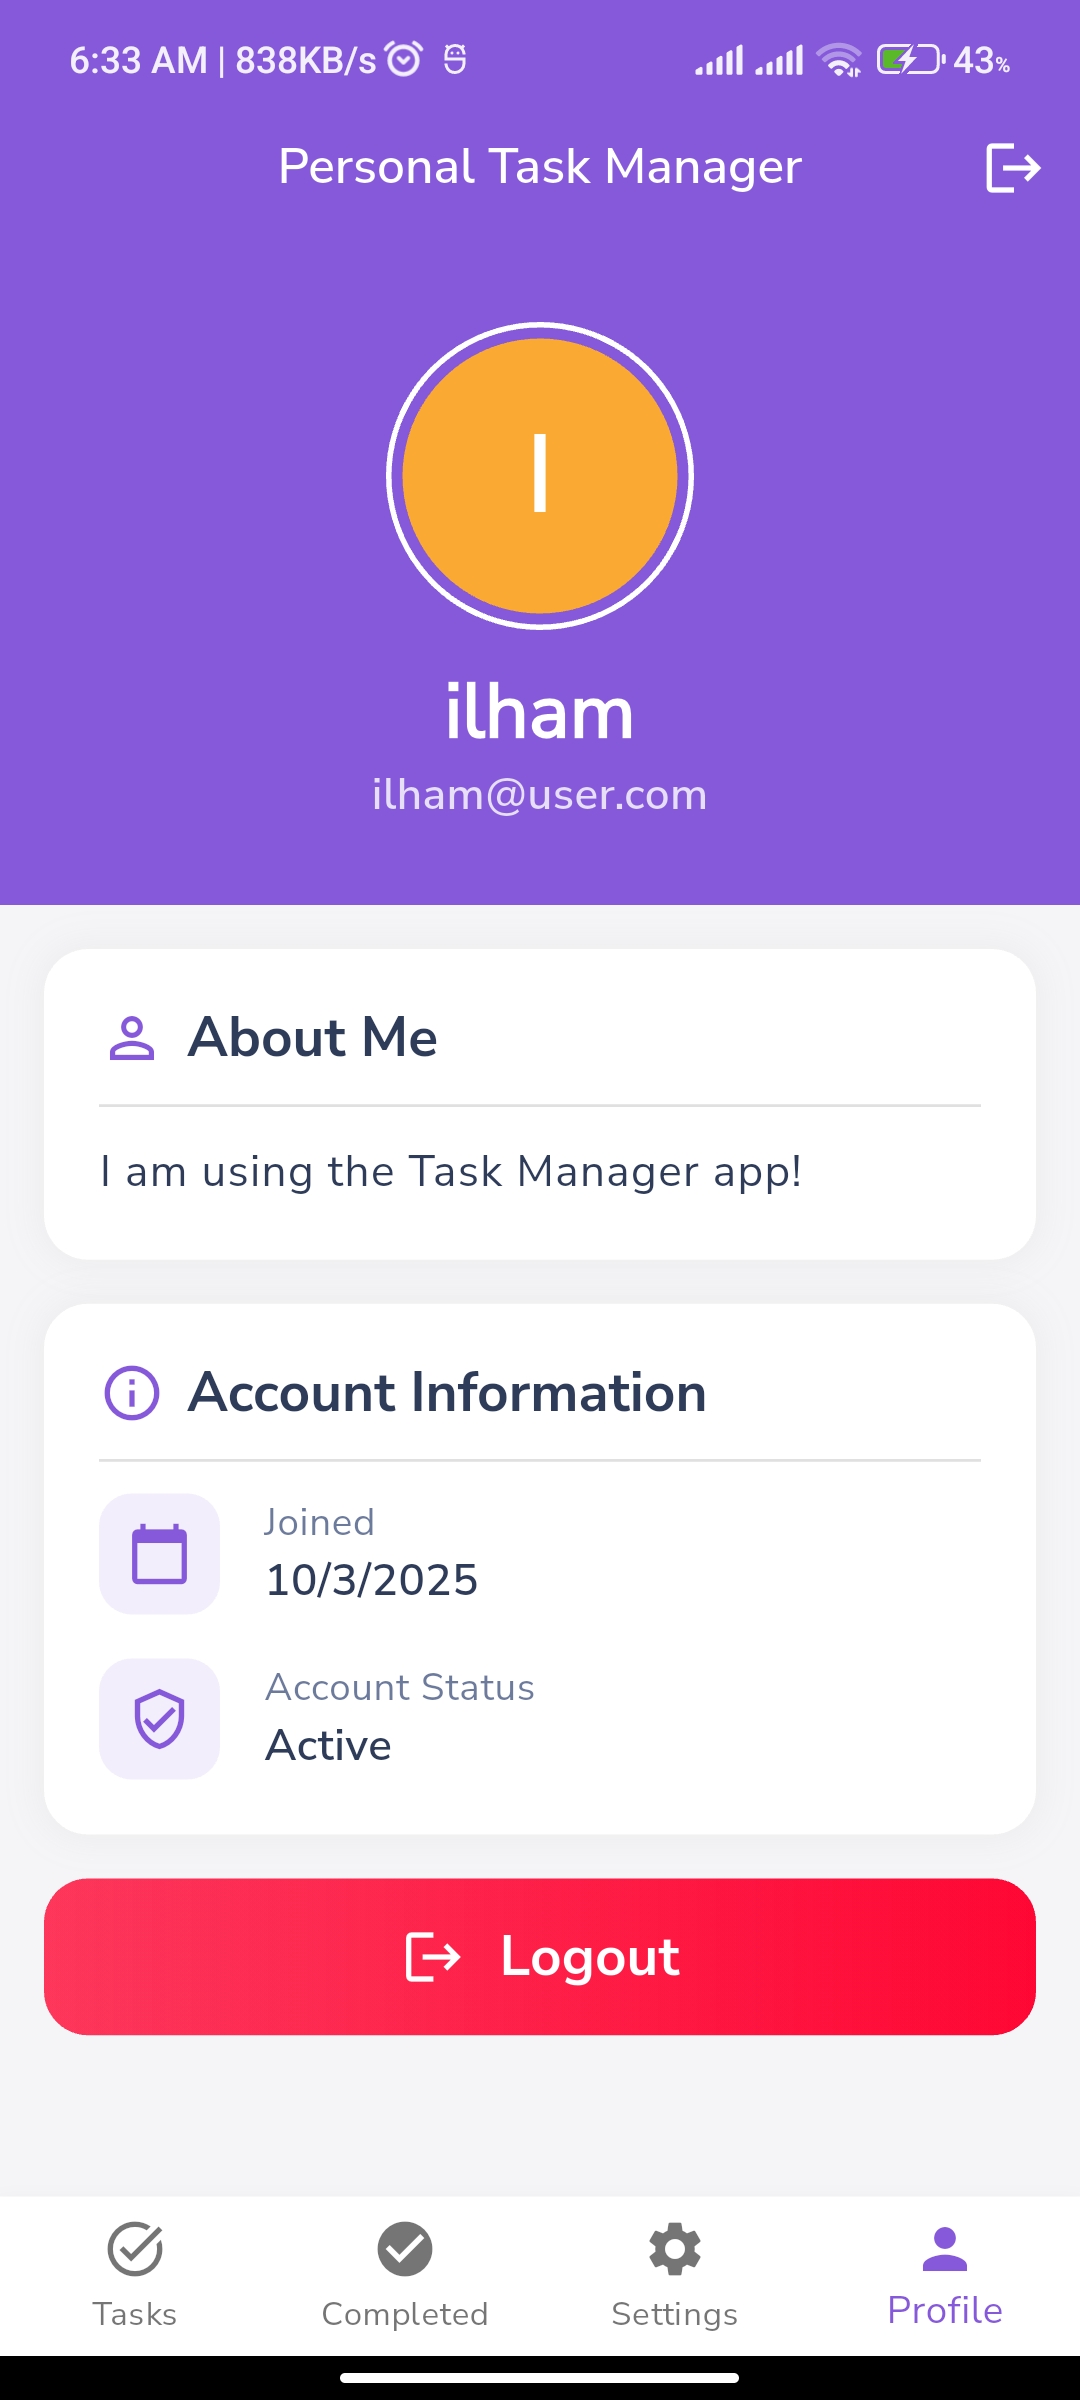 6:33 AM | 838KB/s 43%
Personal Task Manager
I
ilham
ilham@user.com
About Me
I am using the Task Manager app!
Account Information
Joined
10/3/2025
Account Status
Active
Logout
Tasks Completed Settings Profile